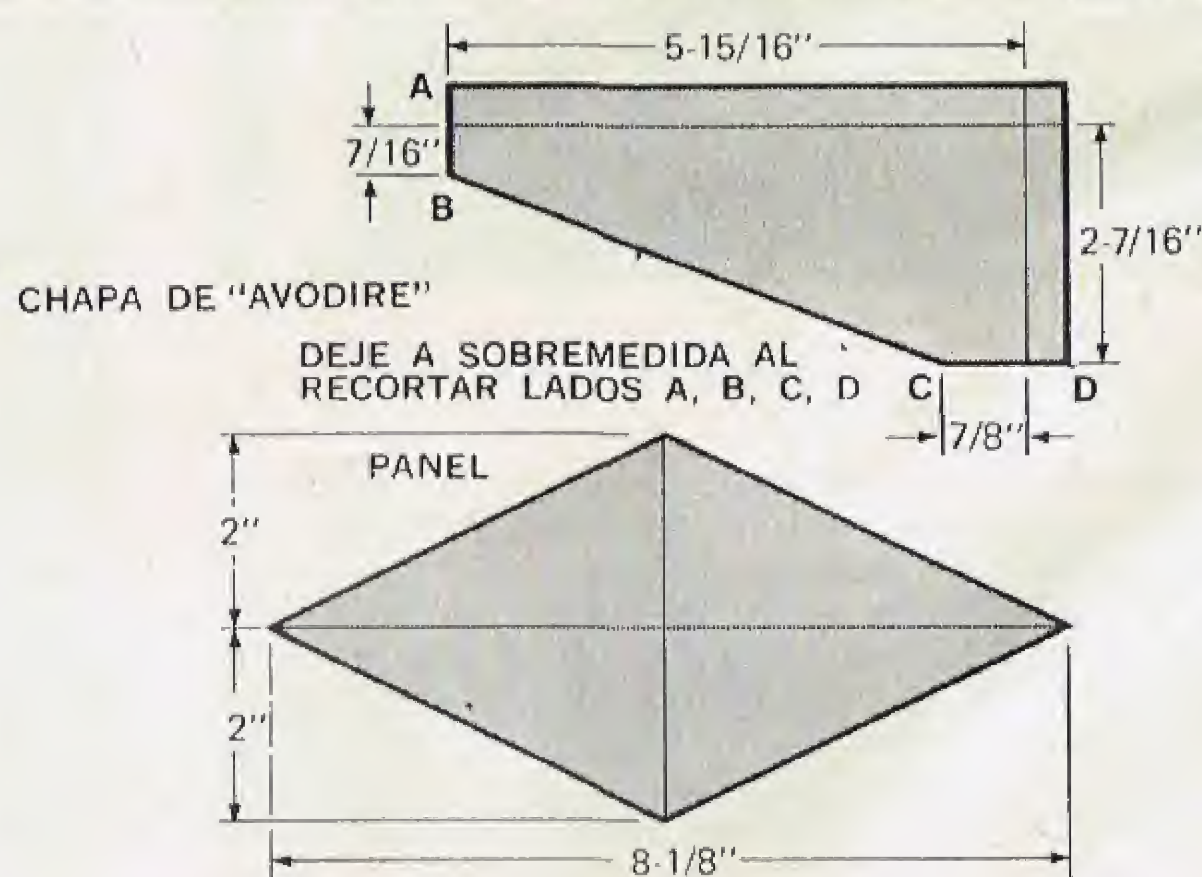 5-15/16"
A
7/16"
B
2-7/16"
CHAPA DE "AVODIRE"
DEJE A SOBREMEDIDA AL
RECORTAR LADOS A, B, C, D
C
D
7/8"
PANEL
2"
2"
8-1/8"